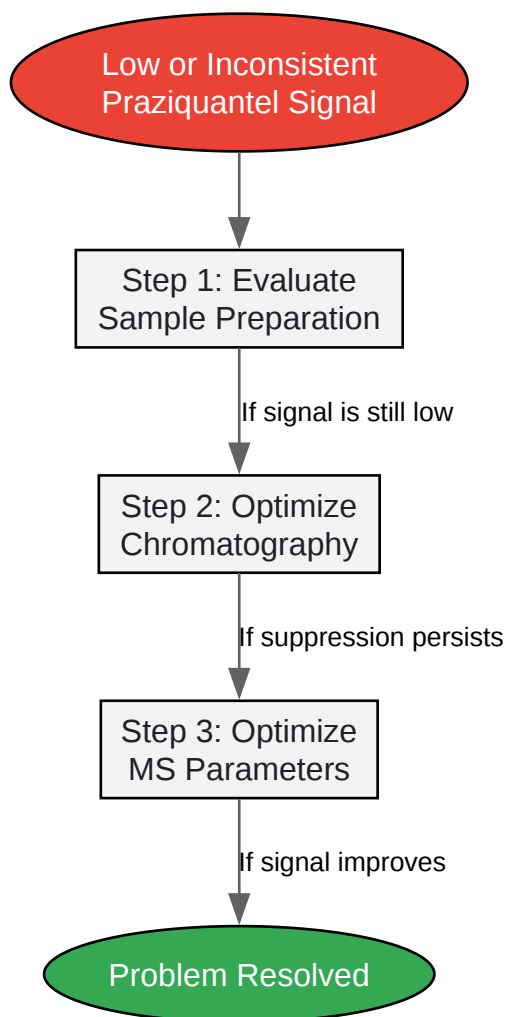 Low or Inconsistent
Praziquantel Signal
Step 1: Evaluate
Sample Preparation
If signal is still low
Step 2: Optimize
Chromatography
If suppression persists
Step 3: Optimize
MS Parameters
If signal improves
Problem Resolved